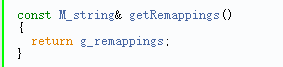 const M_string& getRemappings()
{
  return g_remappings;
}